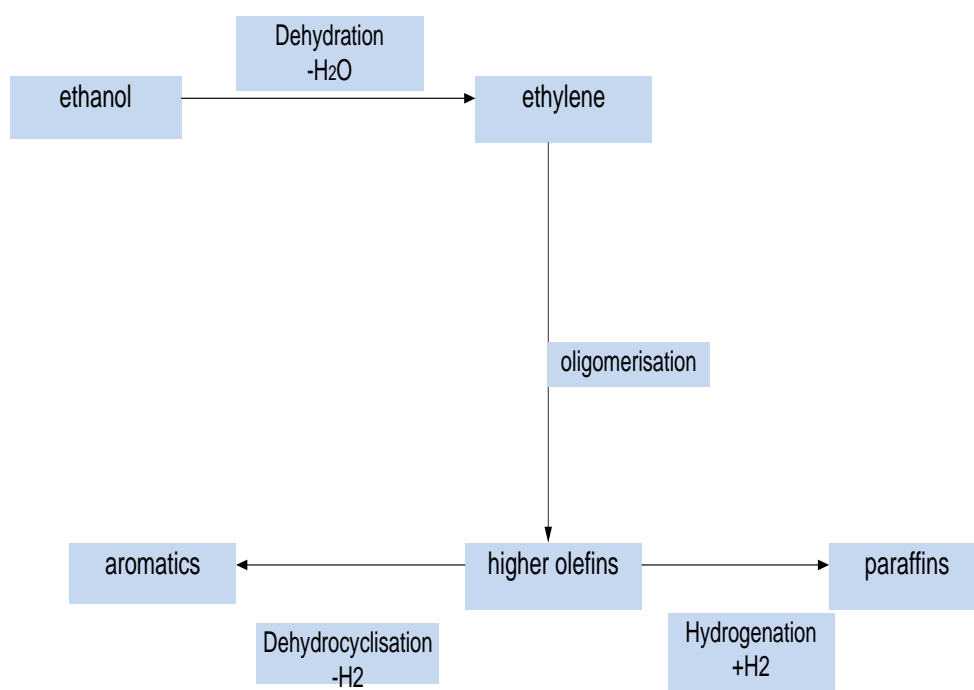 Dehydration
-H2O
ethanol
ethylene
oligomerisation
aromatics
higher olefins
paraffins
Dehydrocyclisation
-H2
Hydrogenation
+H2